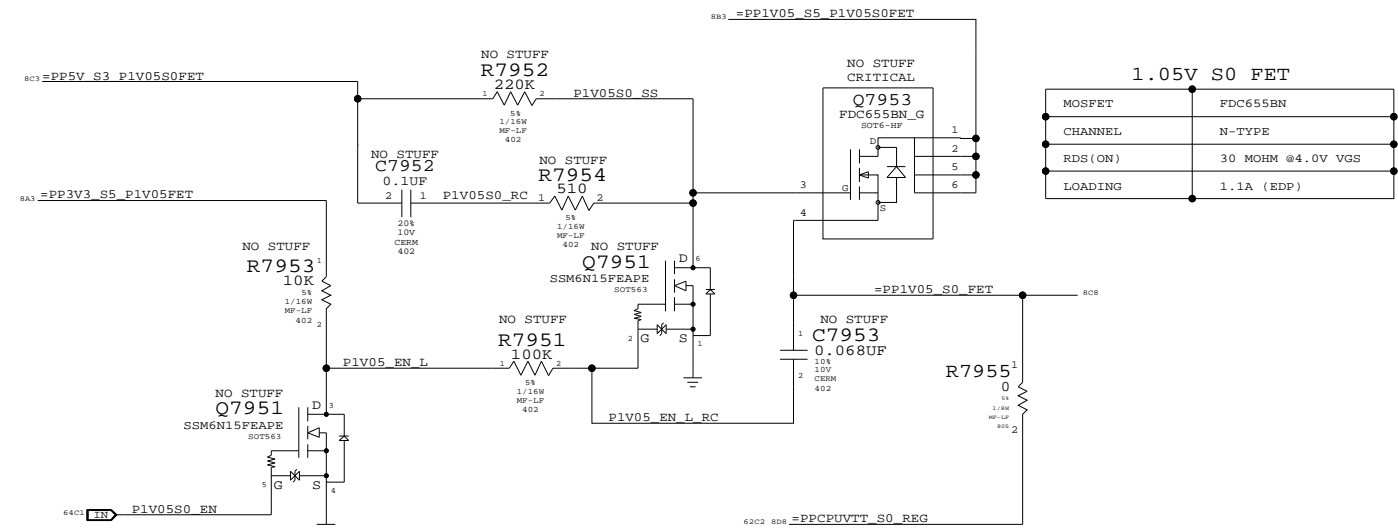 8B3 =PP1V05_S5_P1V05S0FET
8C3 =PP5V_S3_P1V05S0FET
NO STUFF
R7952
220K
1 2
P1V05S0_SS
5%
1/16W
MF-LF
402
NO STUFF
CRITICAL
Q7953
FDC655BN_G
SOT6-HF
D
G
S
3
4
1
2
5
6
1.05V S0 FET
MOSFET FDC655BN
CHANNEL N-TYPE
RDS(ON) 30 MOHM @4.0V VGS
LOADING 1.1A (EDP)
NO STUFF
C7952
0.1UF
2 1
20%
10V
CERM
402
P1V05S0_RC
NO STUFF
R7954
510
1 2
5%
1/16W
MF-LF
402
8A3 =PP3V3_S5_P1V05FET
NO STUFF
R7953
10K
5%
1/16W
MF-LF
402
1
2
NO STUFF
Q7951
SSM6N15FEAPE
SOT563
D 6
2 G S 1
=PP1V05_S0_FET 8C8
NO STUFF
C7953
0.068UF
10%
10V
CERM
402
1
2
NO STUFF
R7951
100K
1 2
5%
1/16W
MF-LF
402
P1V05_EN_L
P1V05_EN_L_RC
R7955
0
5%
1/8W
MF-LF
805
1
2
NO STUFF
Q7951
SSM6N15FEAPE
SOT563
D 3
5 G S 4
64C1 IN P1V05S0_EN
62C2 8D8 =PPCPUVTT_S0_REG